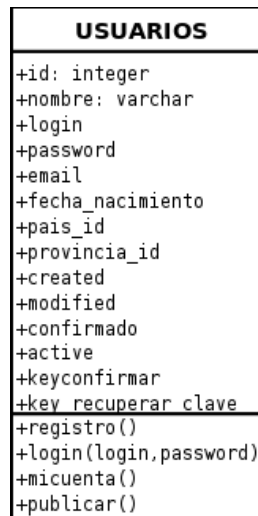 USUARIOS
+id: integer
+nombre: varchar
+login
+password
+email
+fecha_nacimiento
+pais_id
+provincia_id
+created
+modified
+confirmado
+active
+keyconfirmar
+key_recuperar_clave
+registro()
+login(login,password)
+micuenta()
+publicar()